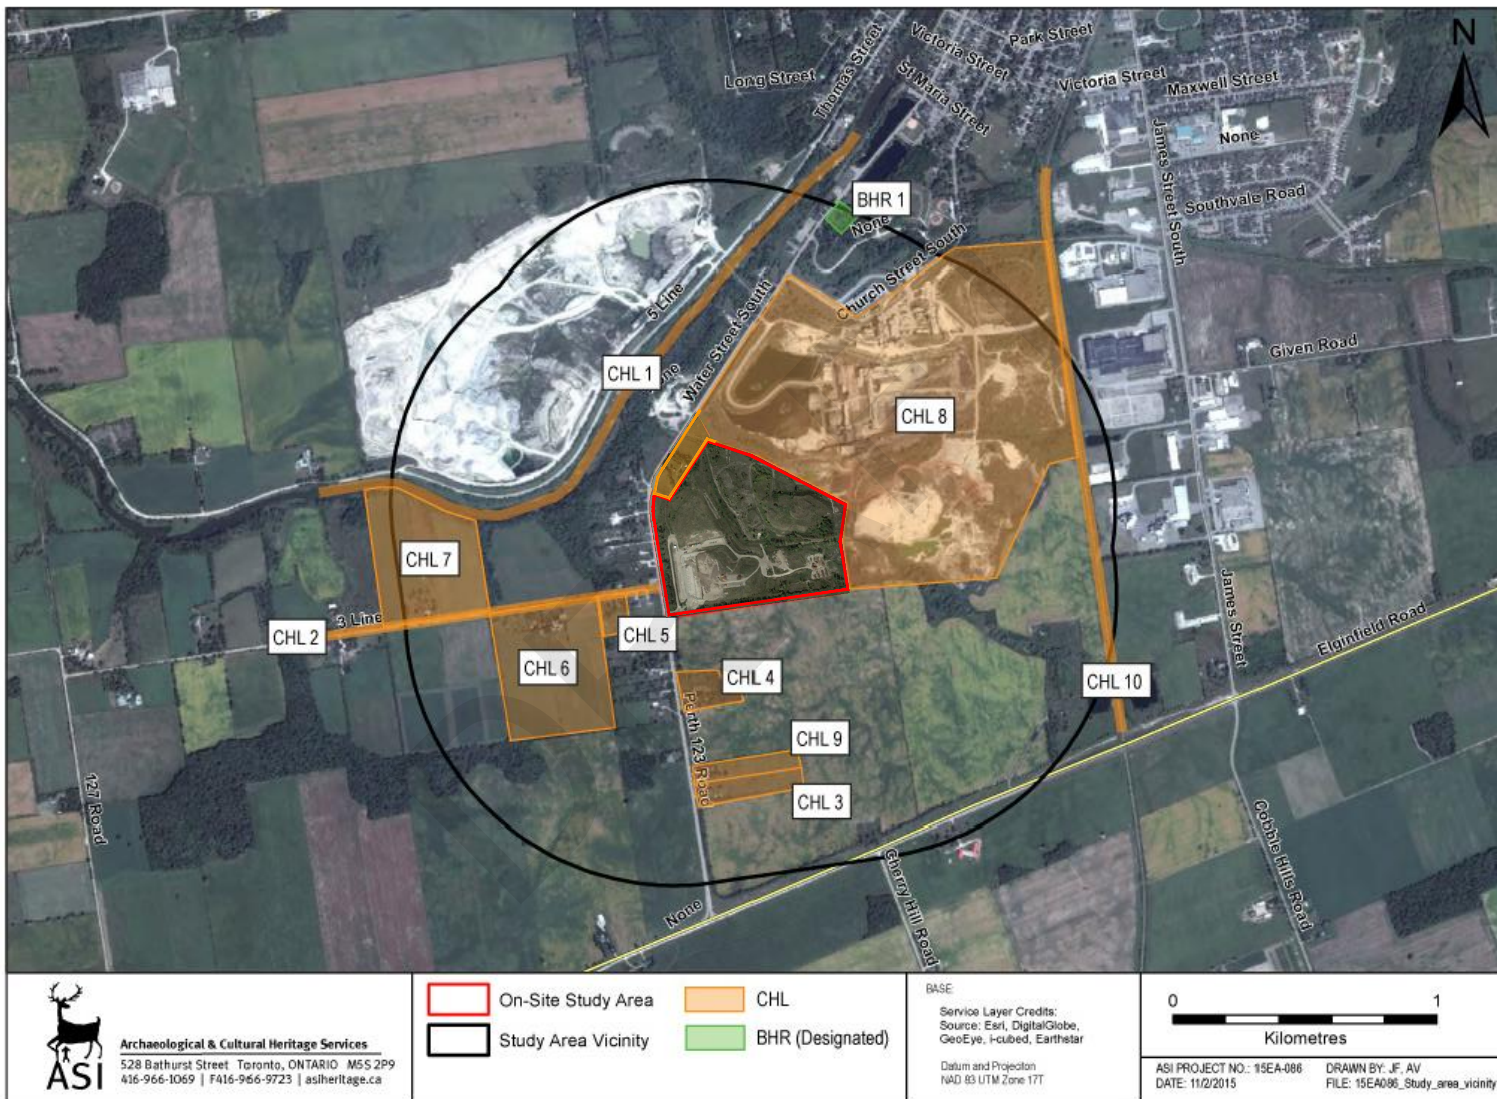 N
Park Street
Victoria Street
Long Street
Thomas Street
St Maria Street
Victoria Street
Maxwell Street
None
James Street South
Southvale Road
BHR 1
None
Church Street South
5 Line
Water Street South
Given Road
CHL 1
CHL 8
CHL 7
3 Line
CHL 2
CHL 5
CHL 6
CHL 4
James Street
Elginfield Road
CHL 10
Perth 123 Road
CHL 9
CHL 3
127 Road
Cobble Hills Road
Cherry Hill Road
None
ASI
Archaeological & Cultural Heritage Services
528 Bathurst Street Toronto, ONTARIO M5S 2P9
416-966-1069 | F416-966-9723 | asiheritage.ca
On-Site Study Area
Study Area Vicinity
CHL
BHR (Designated)
BASE:
Service Layer Credits:
Source: Esri, DigitalGlobe,
GeoEye, i-cubed, Earthstar
Datum and Projection
NAD 83 UTM Zone 17T
0 1
Kilometres
ASI PROJECT NO.: 15EA-086
DATE: 11/2/2015
DRAWN BY: JF, AV
FILE: 15EA086_Study_area_vicinity